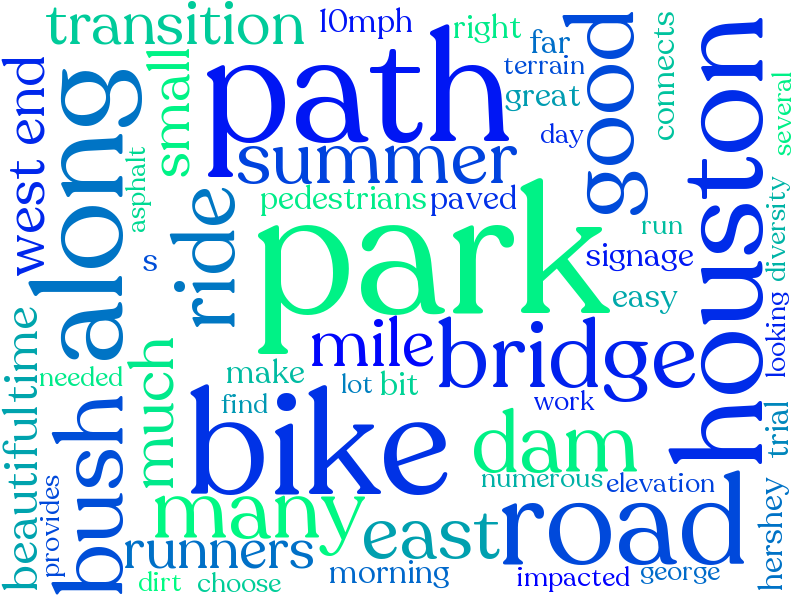 transition
10mph
right
far
terrain
great
day
good
connects
houston
several
west end
along
asphalt
small
path
summer
pedestrians
paved
ride
s
park
run
signage
easy
diversity
looking
mile
bridge
beautiful
time
needed
much
make
find
lot
bit
work
bush
provides
bike
dam
numerous
elevation
trial
hershey
many
runners
east
road
dirt
choose
morning
impacted
george